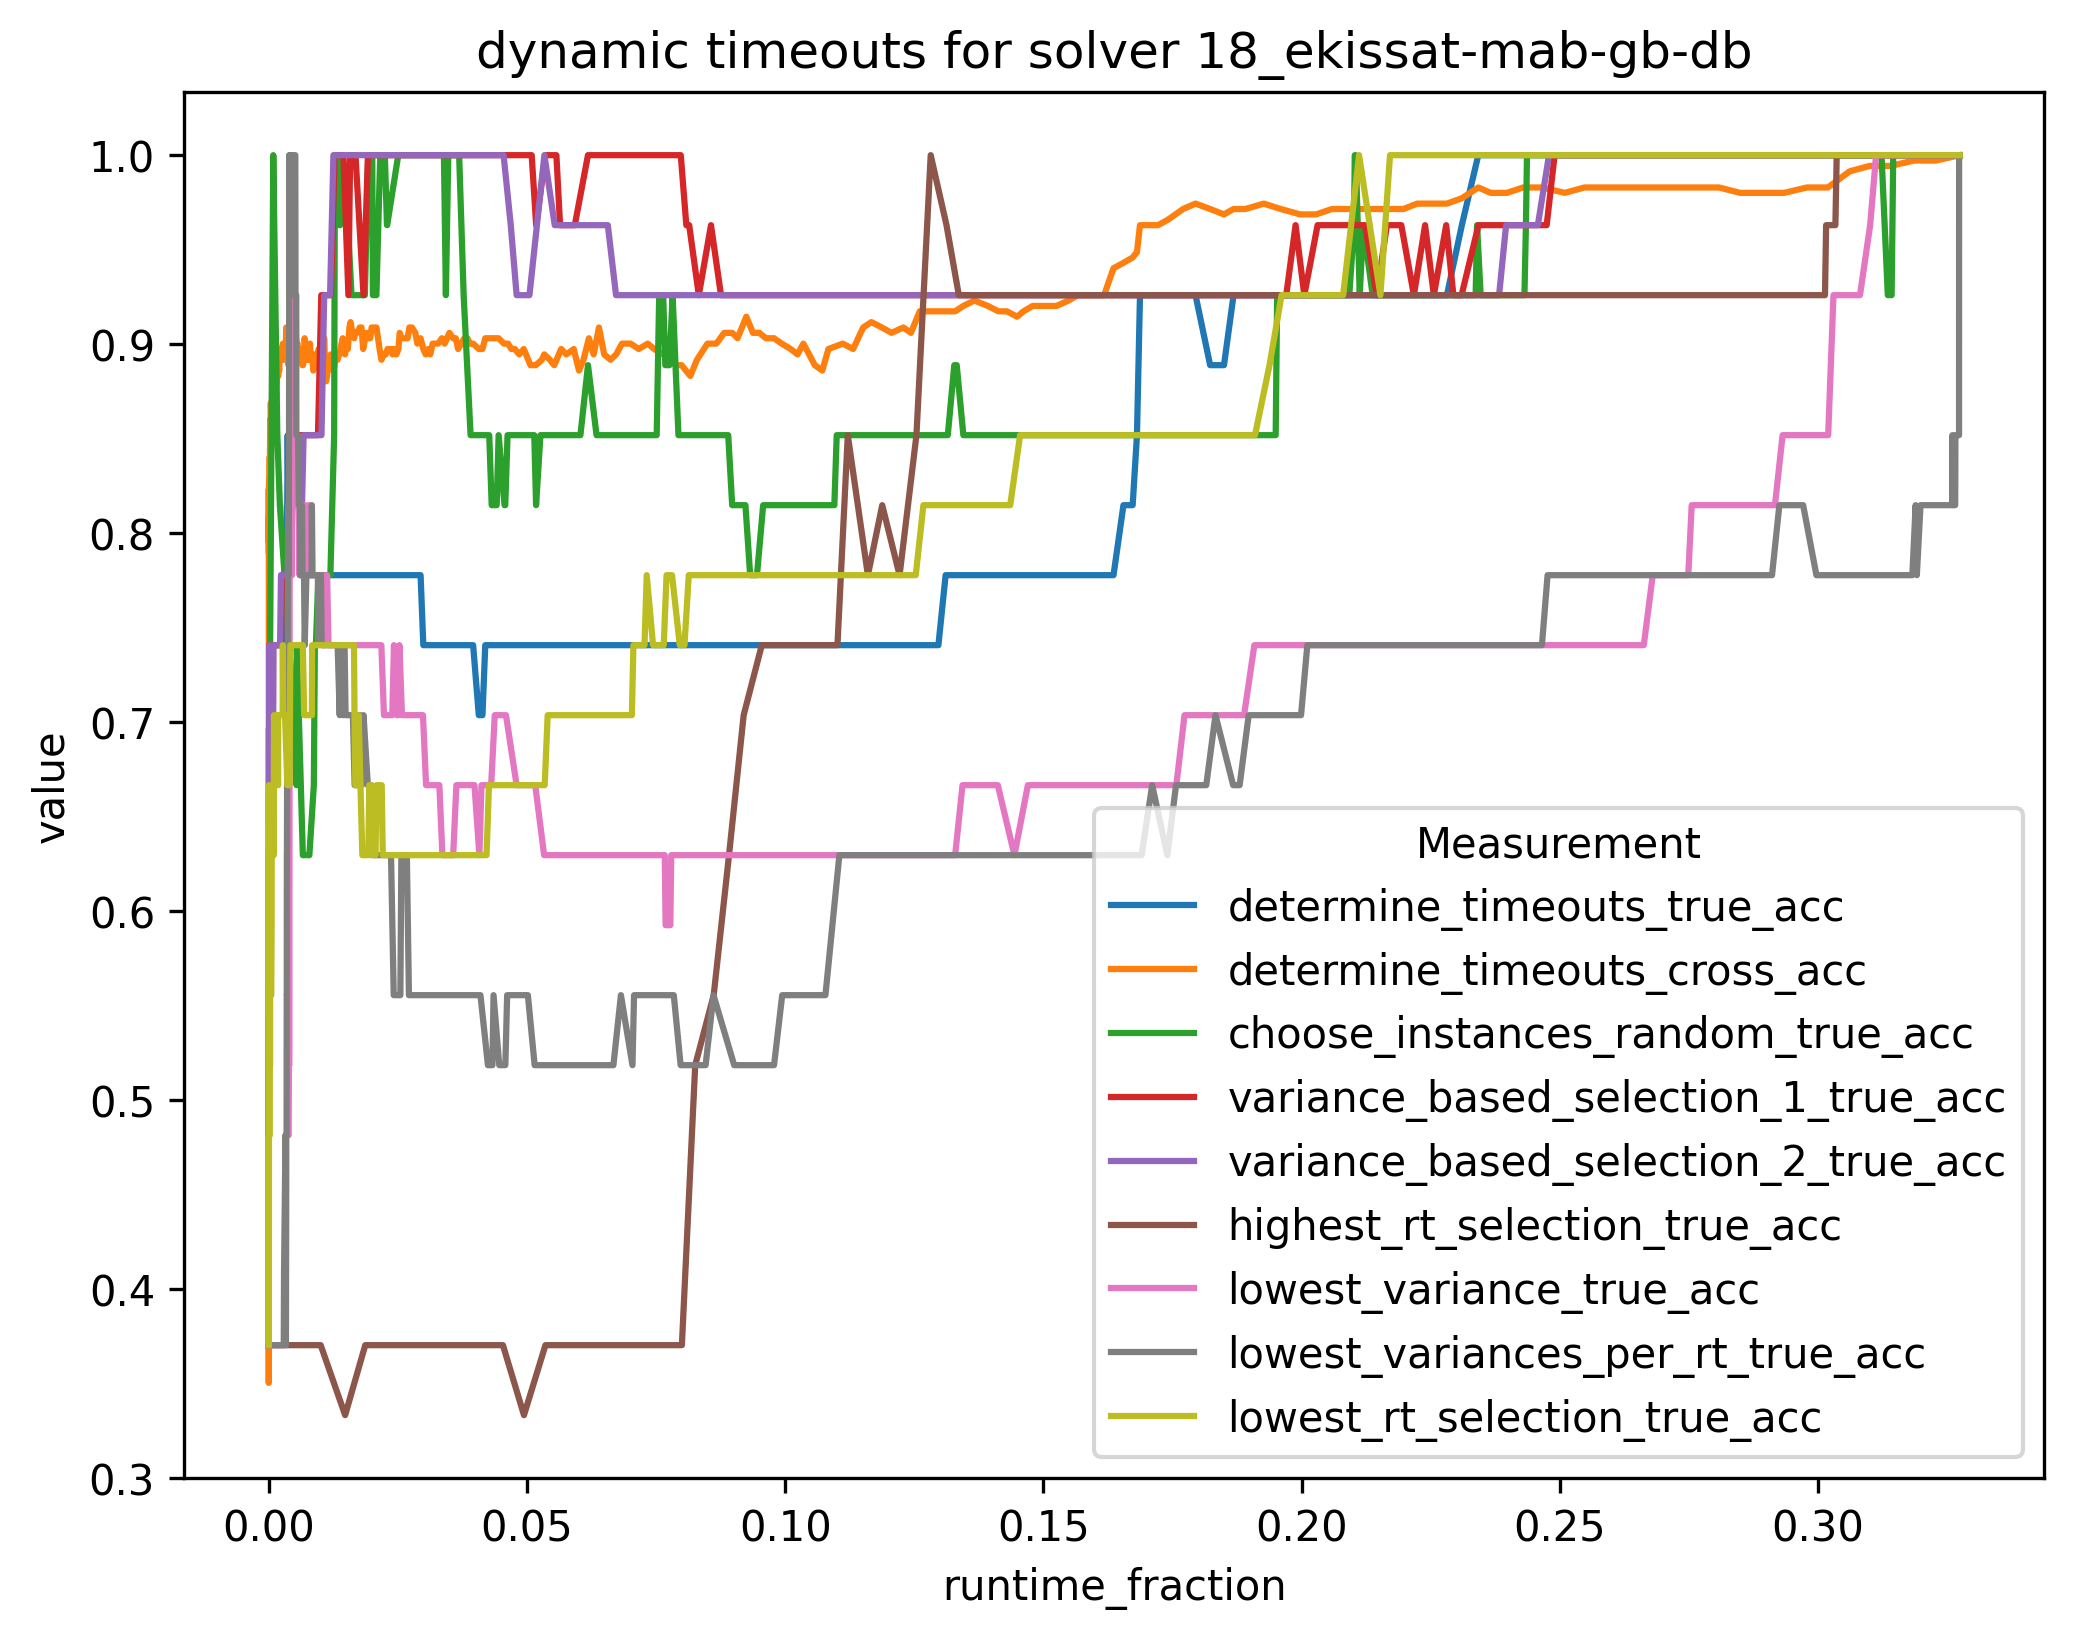 dynamic timeouts for solver 18_ekissat-mab-gb-db
1.0
0.9
0.8
0.7
0.6
0.5
0.4
0.3
value
Measurement
determine_timeouts_true_acc
determine_timeouts_cross_acc
choose_instances_random_true_acc
variance_based_selection_1_true_acc
variance_based_selection_2_true_acc
highest_rt_selection_true_acc
lowest_variance_true_acc
lowest_variances_per_rt_true_acc
lowest_rt_selection_true_acc
0.00 0.05 0.10 0.15 0.20 0.25 0.30
runtime_fraction